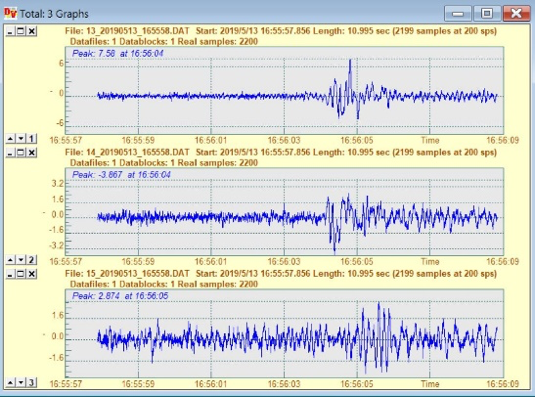 Total: 3 Graphs
File: 13_20190513_165558.DAT Start: 2019/5/13 16:55:57.856 Length: 10.995 sec (2199 samples at 200 sps)
Datafiles: 1 Datablocks: 1 Real samples: 2200
Peak: 7.58 at 16:56:04
6
0
-6
1
16:55:57 16:55:59 16:56:01 16:56:03 16:56:05 Time 16:56:09
File: 14_20190513_165558.DAT Start: 2019/5/13 16:55:57.856 Length: 10.995 sec (2199 samples at 200 sps)
Datafiles: 1 Datablocks: 1 Real samples: 2200
Peak: -3.867 at 16:56:04
3.2
1.6
0.0
-1.6
-3.2
2
16:55:57 16:55:59 16:56:01 16:56:03 16:56:05 Time 16:56:09
File: 15_20190513_165558.DAT Start: 2019/5/13 16:55:57.856 Length: 10.995 sec (2199 samples at 200 sps)
Datafiles: 1 Datablocks: 1 Real samples: 2200
Peak: 2.874 at 16:56:05
1.6
0.0
-1.6
3
16:55:57 16:55:59 16:56:01 16:56:03 16:56:05 Time 16:56:09